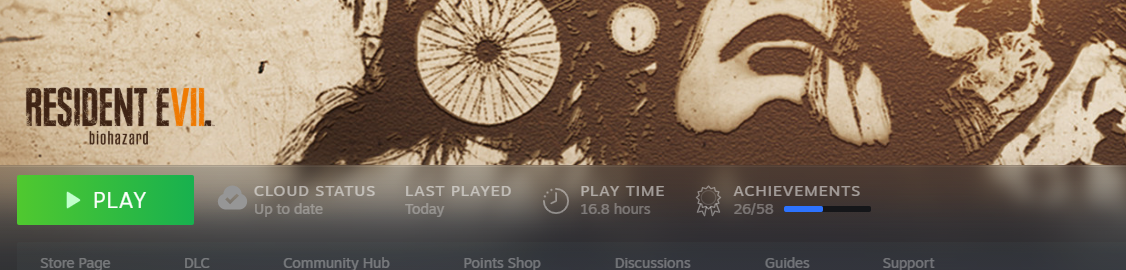 RESIDENT EVII.
biohazard
PLAY
CLOUD STATUS
Up to date
LAST PLAYED
Today
PLAY TIME
16.8 hours
ACHIEVEMENTS
26/58
Store Page
DLC
Community Hub
Points Shop
Discussions
Guides
Support